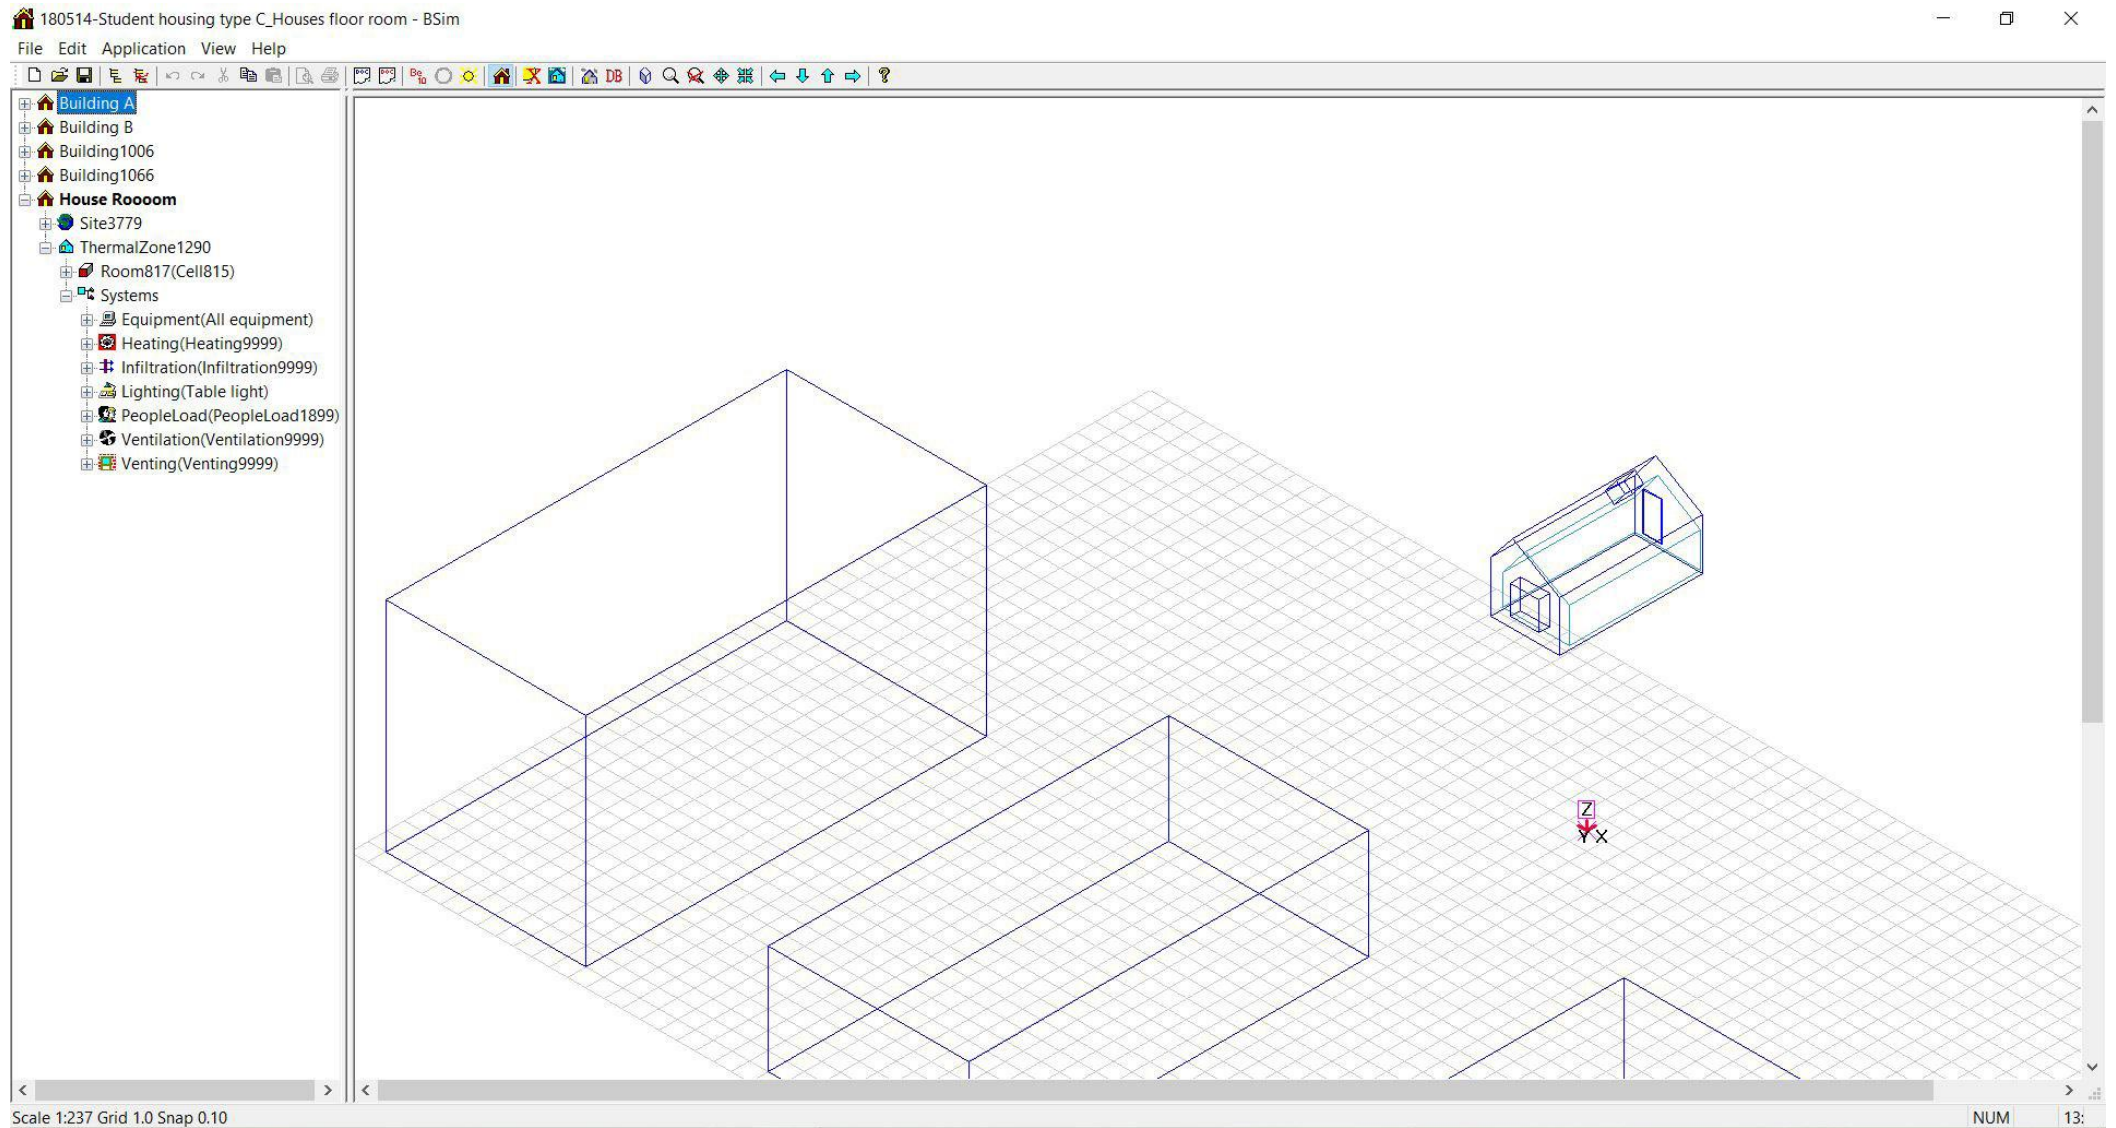 180514-Student housing type C_Houses floor room - BSim
File Edit Application View Help
Be 10 X DB ?
Building A
Building B
Building1006
Building1066
House Roooom
Site3779
ThermalZone1290
Room817(Cell815)
Systems
Equipment(All equipment)
Heating(Heating9999)
Infiltration(Infiltration9999)
Lighting(Table light)
PeopleLoad(PeopleLoad1899)
Ventilation(Ventilation9999)
Venting(Venting9999)
Z
Y X
Scale 1:237 Grid 1.0 Snap 0.10
NUM 13: